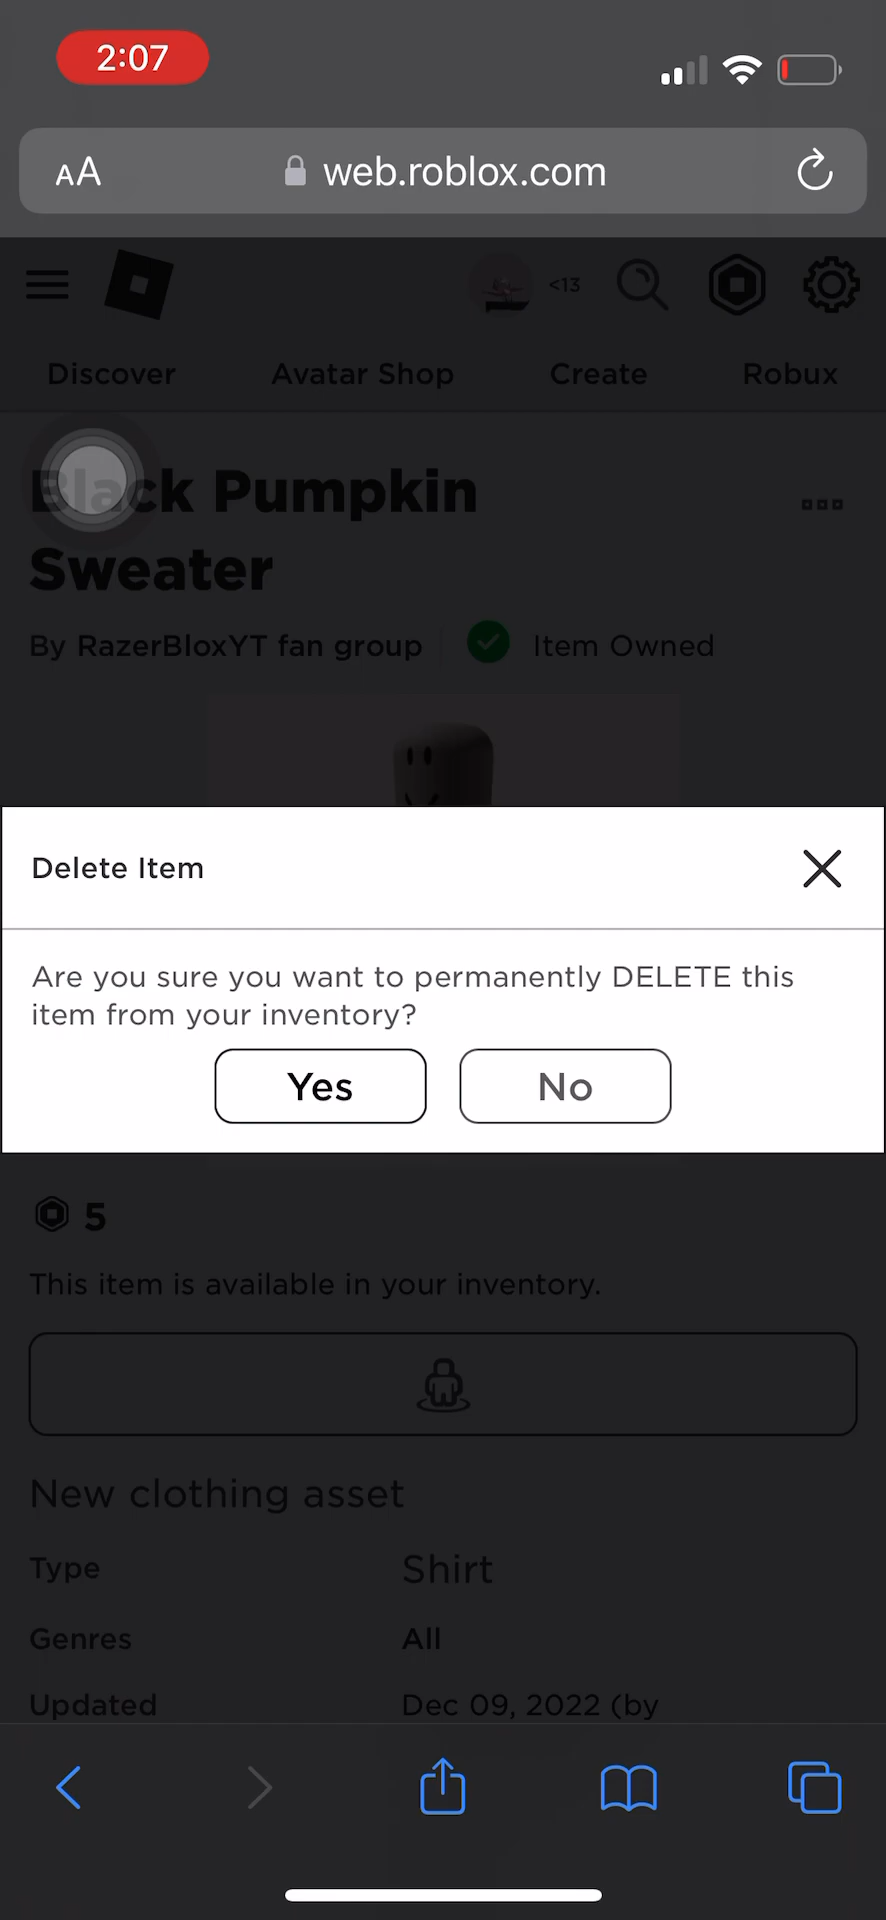 2:07
AA web.roblox.com
<13
Discover Avatar Shop Create Robux
Black Pumpkin
Sweater
By RazerBloxYT fan group Item Owned
Delete Item
Are you sure you want to permanently DELETE this
item from your inventory?
Yes No
5
This item is available in your inventory.
New clothing asset
Type Shirt
Genres All
Updated Dec 09, 2022 (by